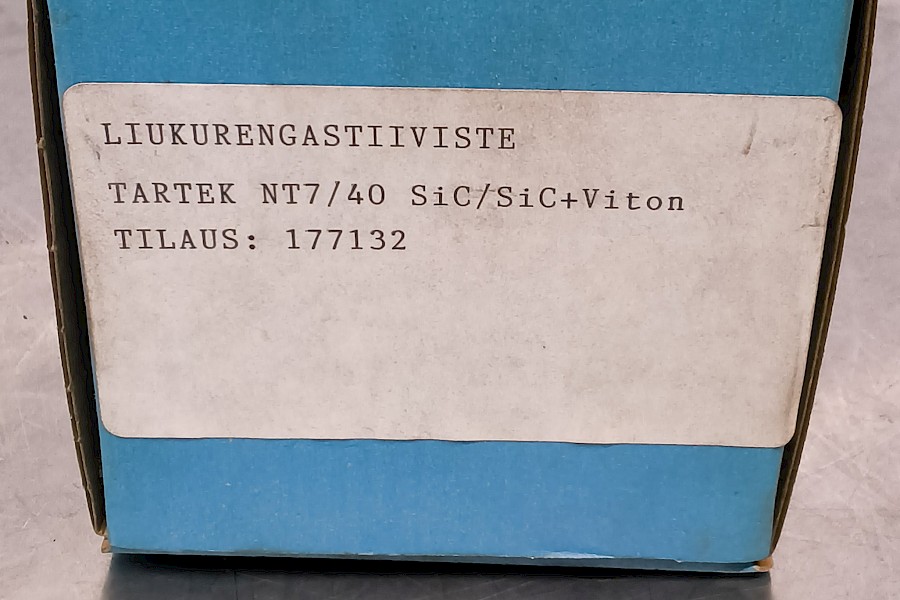 LIUKURENGASTIIVISTE
TARTEK NT7/40 SiC/SiC+Viton
TILAUS: 177132